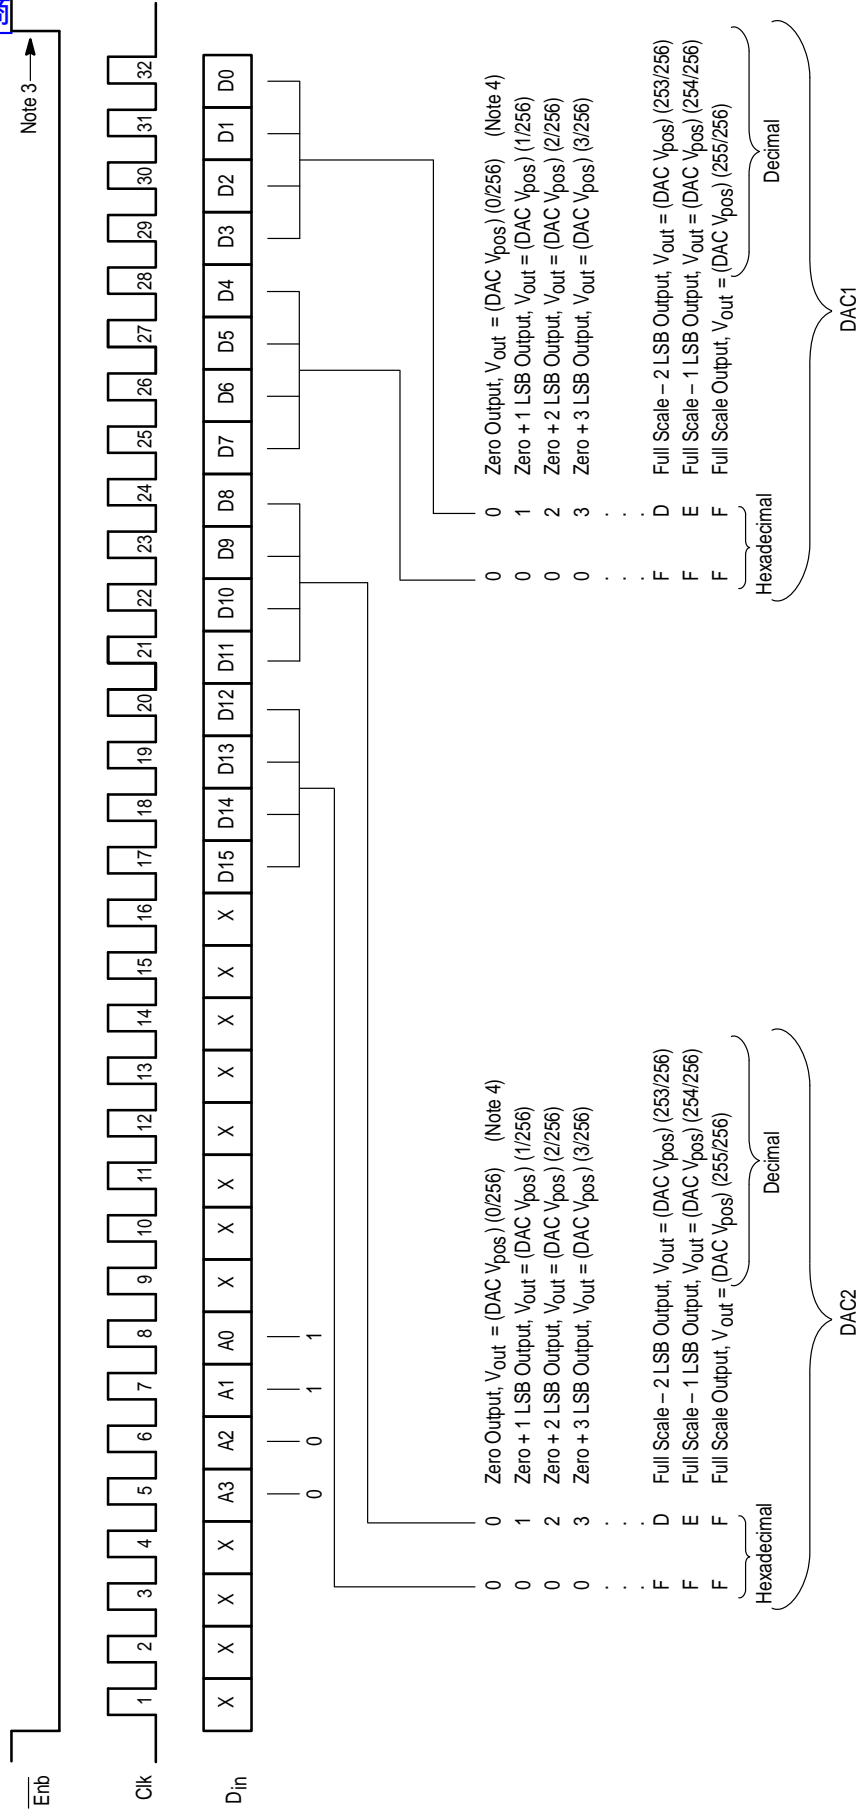 Enb
Note 3
Clk
1 2 3 4 5 6 7 8 9 10 11 12 13 14 15 16 17 18 19 20 21 22 23 24 25 26 27 28 29 30 31 32
Din
X X X X A3 A2 A1 A0 X X X X X X X X D15 D14 D13 D12 D11 D10 D9 D8 D7 D6 D5 D4 D3 D2 D1 D0
0 0 1 1
0 0 Zero Output, Vout = (DAC Vpos) (0/256) (Note 4)
0 1 Zero + 1 LSB Output, Vout = (DAC Vpos) (1/256)
0 2 Zero + 2 LSB Output, Vout = (DAC Vpos) (2/256)
0 3 Zero + 3 LSB Output, Vout = (DAC Vpos) (3/256)
. .
. .
. .
F D Full Scale – 2 LSB Output, Vout = (DAC Vpos) (253/256)
F E Full Scale – 1 LSB Output, Vout = (DAC Vpos) (254/256)
F F Full Scale Output, Vout = (DAC Vpos) (255/256)
Hexadecimal
Decimal
DAC2
0 0 Zero Output, Vout = (DAC Vpos) (0/256) (Note 4)
0 1 Zero + 1 LSB Output, Vout = (DAC Vpos) (1/256)
0 2 Zero + 2 LSB Output, Vout = (DAC Vpos) (2/256)
0 3 Zero + 3 LSB Output, Vout = (DAC Vpos) (3/256)
. .
. .
. .
F D Full Scale – 2 LSB Output, Vout = (DAC Vpos) (253/256)
F E Full Scale – 1 LSB Output, Vout = (DAC Vpos) (254/256)
F F Full Scale Output, Vout = (DAC Vpos) (255/256)
Hexadecimal
Decimal
DAC1